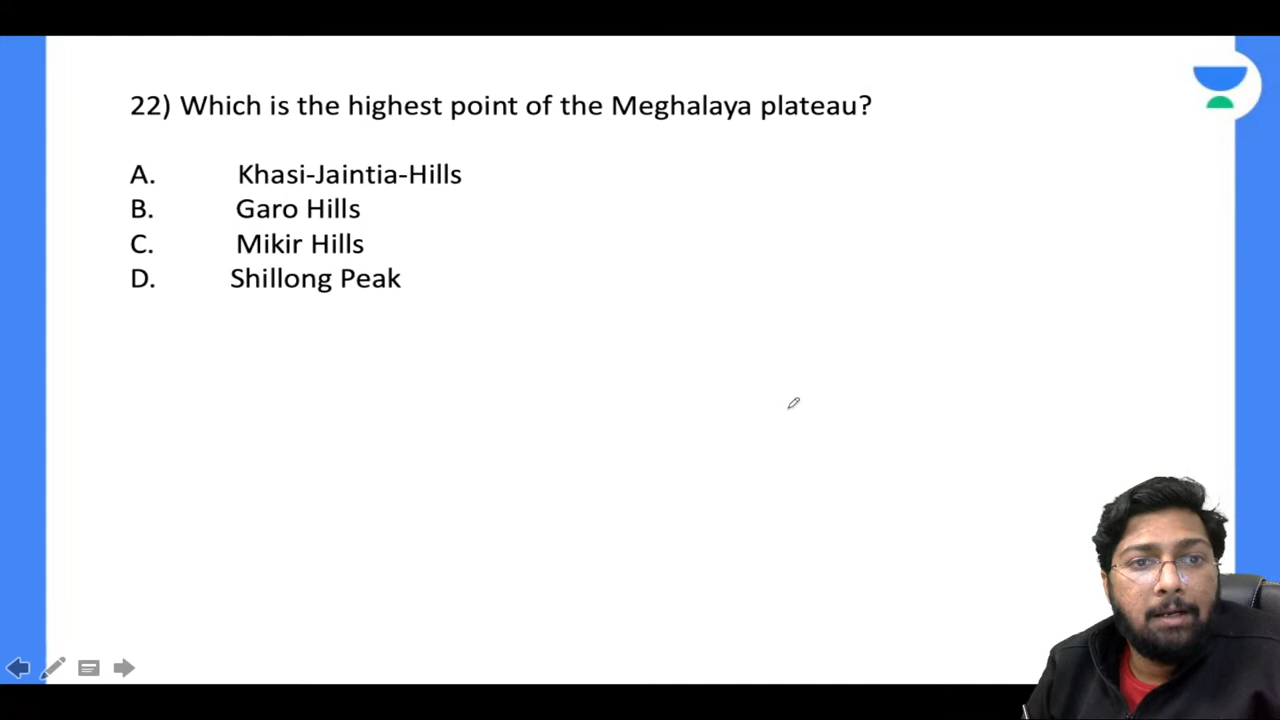 22) Which is the highest point of the Meghalaya plateau?
A. Khasi-Jaintia-Hills
B. Garo Hills
C. Mikir Hills
D. Shillong Peak